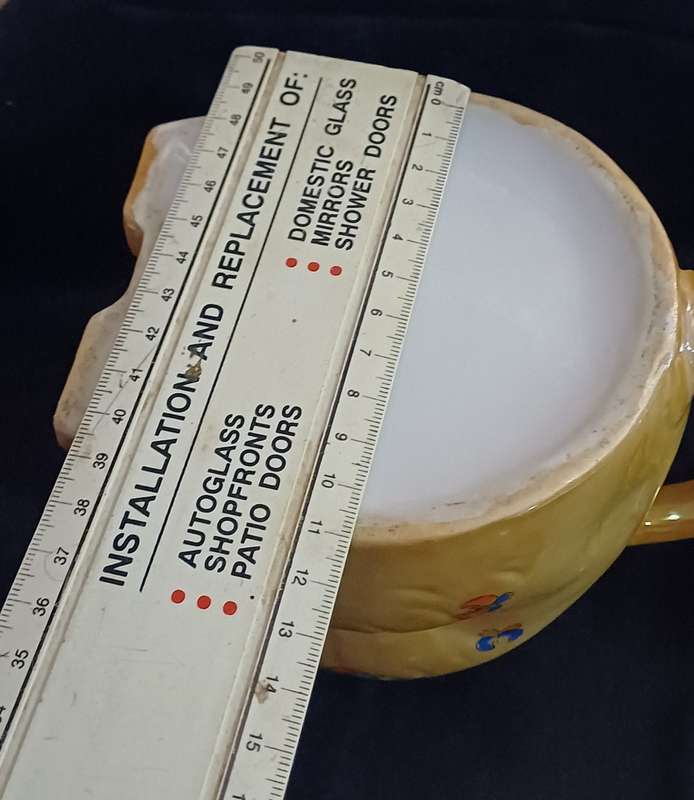 INSTALLATION AND REPLACEMENT OF:
• AUTOGLASS
SHOPFRONTS
PATIO DOORS
• DOMESTIC GLASS
MIRRORS
SHOWER DOORS
cm 0 1 2 3 4 5 6 7 8 9 10 11 12 13 14 15
35 36 37 38 39 40 41 42 43 44 45 46 47 48 49 50